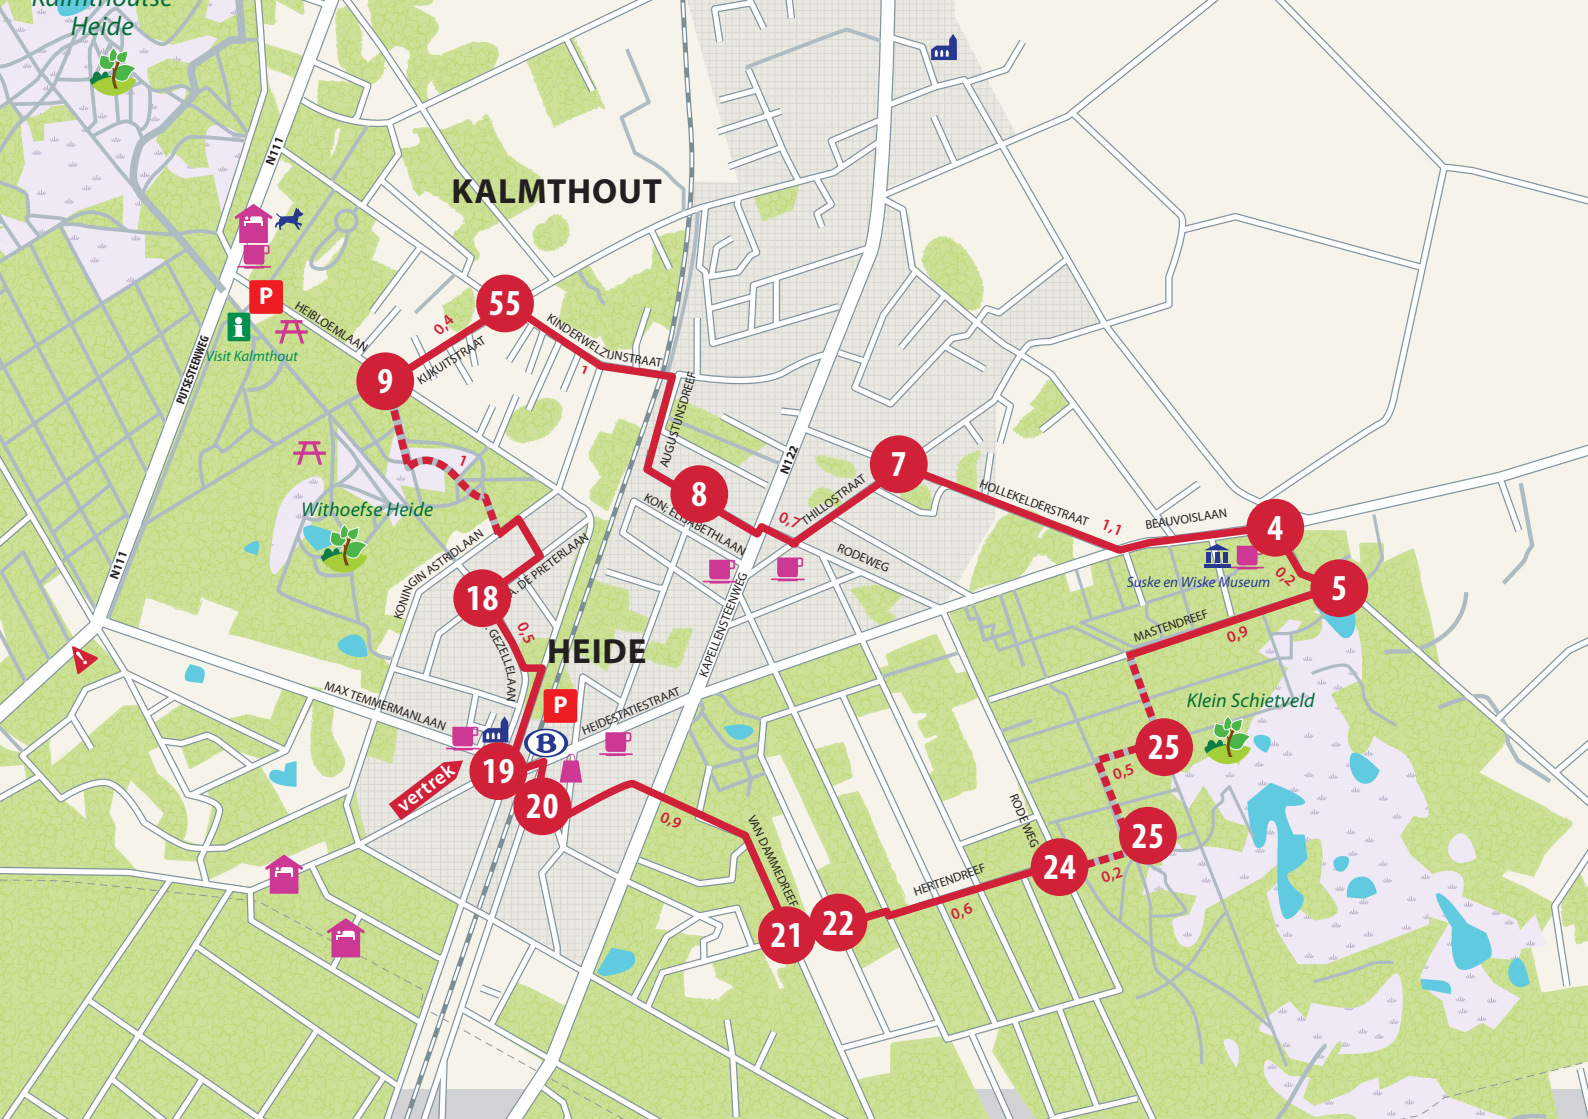 Kalmthoutse
Heide
N111
KALMTHOUT
P
i
Visit Kalmthout
HEIBLOEMLAAN
PUTSESTEENWEG
55
0,4
KIJKUITSTRAAT
KINDERWELZIJNSTRAAT
1
9
AUGUSTIJNSDREEF
1
N122
8
7
KON. ELISABETHLAAN
0,7
THILLOSTRAAT
HOLLEKELDERSTRAAT
1,1
BEAUVOISLAAN
4
0,2
5
Suske en Wiske Museum
RODEWEG
MASTENDREEF
0,9
Withoefse Heide
N111
KONINGIN ASTRIDLAAN
A. DE PRETERLAAN
18
0,5
GEZELLELAAN
HEIDE
KAPELLENSTEENWEG
MAX TEMMERMANLAAN
P
HEIDESTATIESTRAAT
B
19
vertrek
20
0,9
VAN DAMMEDREEF
21
22
HERTENDREEF
0,6
RODE WEG
24
0,2
25
0,5
25
Klein Schietveld